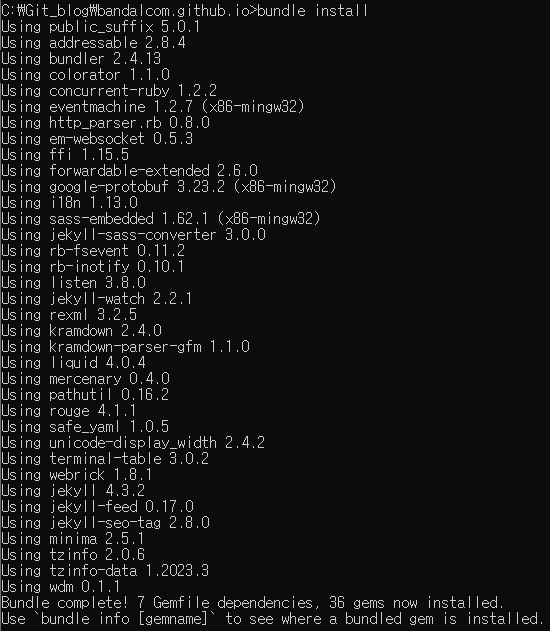 C:₩Git_blog₩bandalcom.github.io>bundle install
Using public_suffix 5.0.1
Using addressable 2.8.4
Using bundler 2.4.13
Using colorator 1.1.0
Using concurrent-ruby 1.2.2
Using eventmachine 1.2.7 (x86-mingw32)
Using http_parser.rb 0.8.0
Using em-websocket 0.5.3
Using ffi 1.15.5
Using forwardable-extended 2.6.0
Using google-protobuf 3.23.2 (x86-mingw32)
Using i18n 1.13.0
Using sass-embedded 1.62.1 (x86-mingw32)
Using jekyll-sass-converter 3.0.0
Using rb-fsevent 0.11.2
Using rb-inotify 0.10.1
Using listen 3.8.0
Using jekyll-watch 2.2.1
Using rexml 3.2.5
Using kramdown 2.4.0
Using kramdown-parser-gfm 1.1.0
Using liquid 4.0.4
Using mercenary 0.4.0
Using pathutil 0.16.2
Using rouge 4.1.1
Using safe_yaml 1.0.5
Using unicode-display_width 2.4.2
Using terminal-table 3.0.2
Using webrick 1.8.1
Using jekyll 4.3.2
Using jekyll-feed 0.17.0
Using jekyll-seo-tag 2.8.0
Using minima 2.5.1
Using tzinfo 2.0.6
Using tzinfo-data 1.2023.3
Using wdm 0.1.1
Bundle complete! 7 Gemfile dependencies, 36 gems now installed.
Use `bundle info [gemname]` to see where a bundled gem is installed.